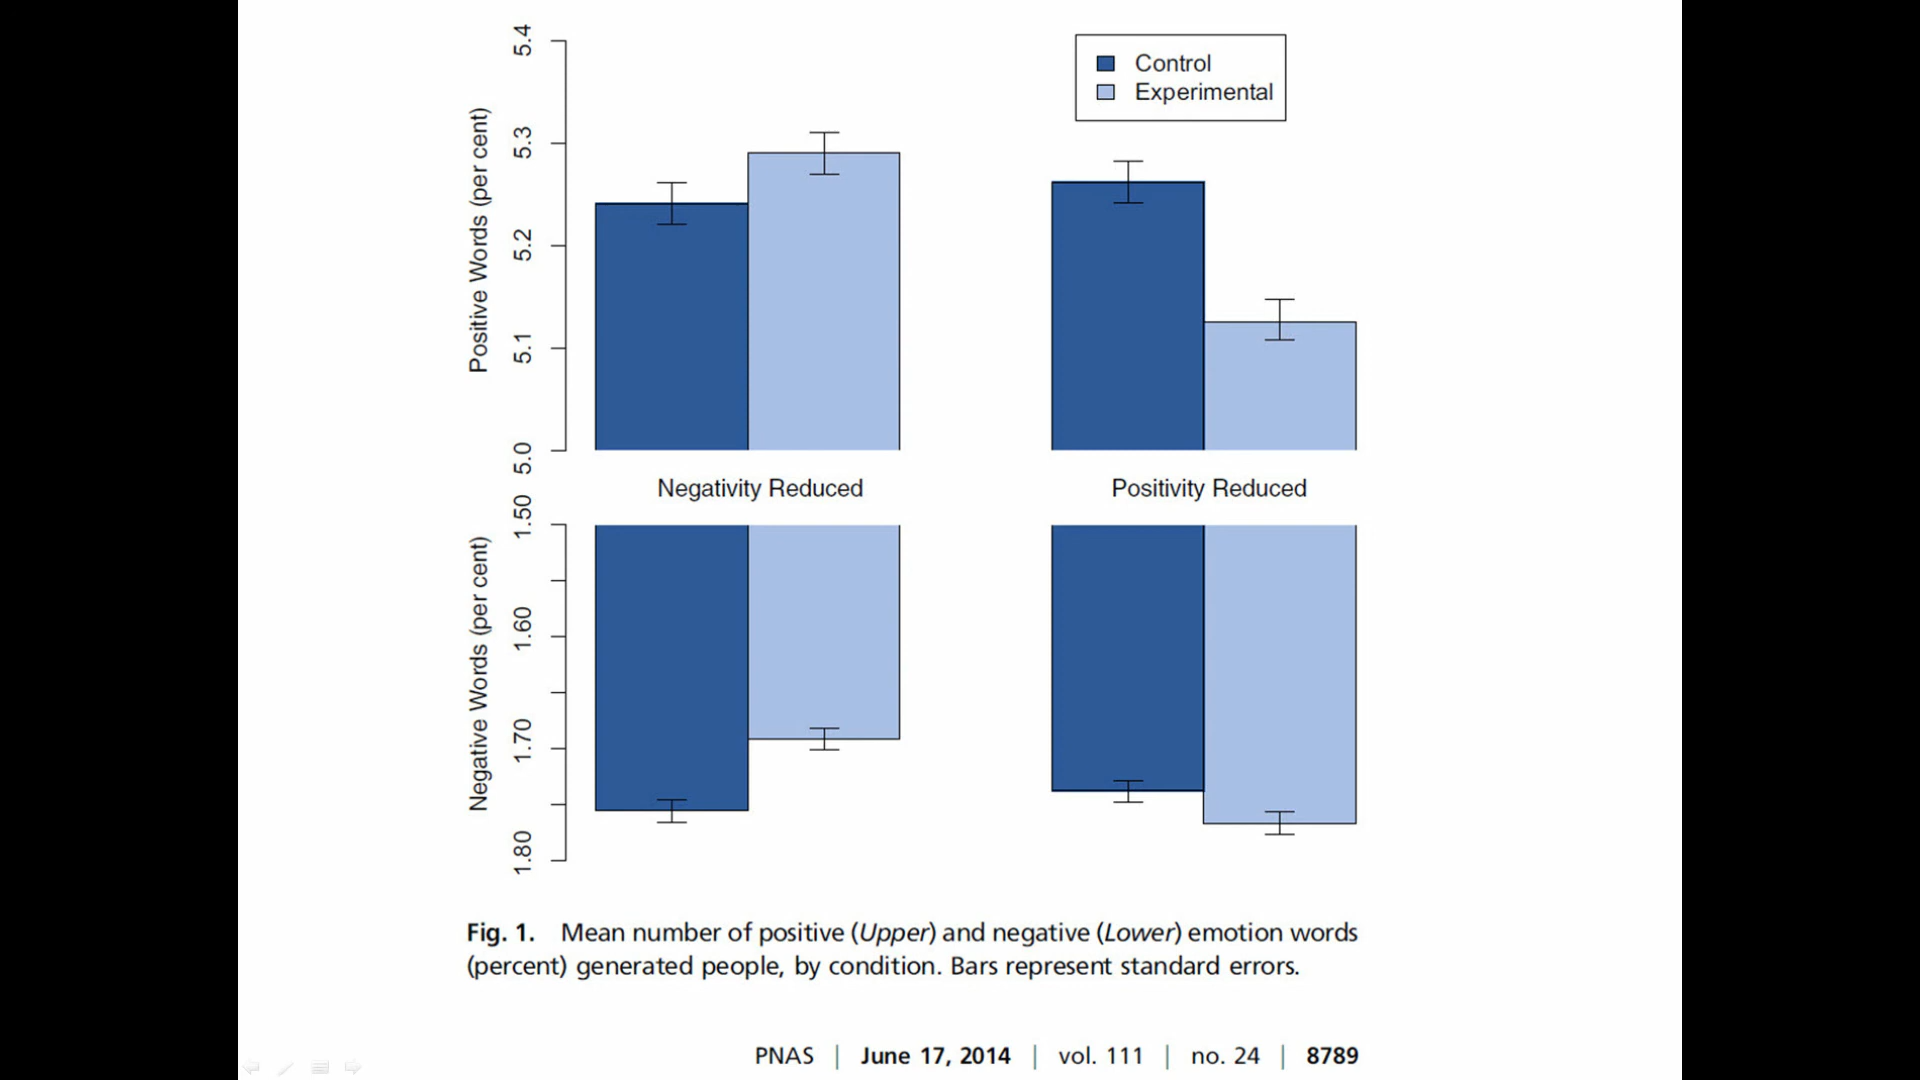 5.4
5.3
5.2
5.1
5.0
Positive Words (per cent)
Control
Experimental
Negativity Reduced
Positivity Reduced
1.50
1.60
1.70
1.80
Negative Words (per cent)
Fig. 1. Mean number of positive (Upper) and negative (Lower) emotion words
(percent) generated people, by condition. Bars represent standard errors.
PNAS | June 17, 2014 | vol. 111 | no. 24 | 8789